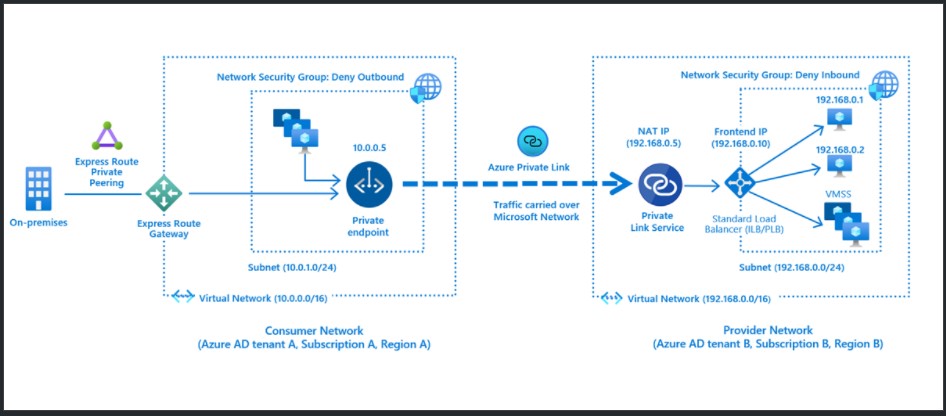 Network Security Group: Deny Outbound
Network Security Group: Deny Inbound
192.168.0.1
Express Route
Private
Peering
10.0.0.5
Azure Private Link
NAT IP
(192.168.0.5)
Frontend IP
(192.168.0.10)
192.168.0.2
On-premises
Express Route
Gateway
Private
endpoint
Traffic carried over
Microsoft Network
Private
Link Service
Standard Load
Balancer (ILB/PLB)
VMSS
Subnet (10.0.1.0/24)
Subnet (192.168.0.0/24)
Virtual Network (10.0.0.0/16)
Virtual Network (192.168.0.0/16)
Consumer Network
(Azure AD tenant A, Subscription A, Region A)
Provider Network
(Azure AD tenant B, Subscription B, Region B)